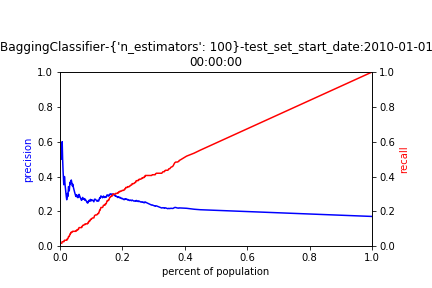 BaggingClassifier-{'n_estimators': 100}-test_set_start_date:2010-01-01
00:00:00
1.0 1.0
0.8 0.8
0.6 0.6
precision recall
0.4 0.4
0.2 0.2
0.0 0.0
0.0 0.2 0.4 0.6 0.8 1.0
percent of population